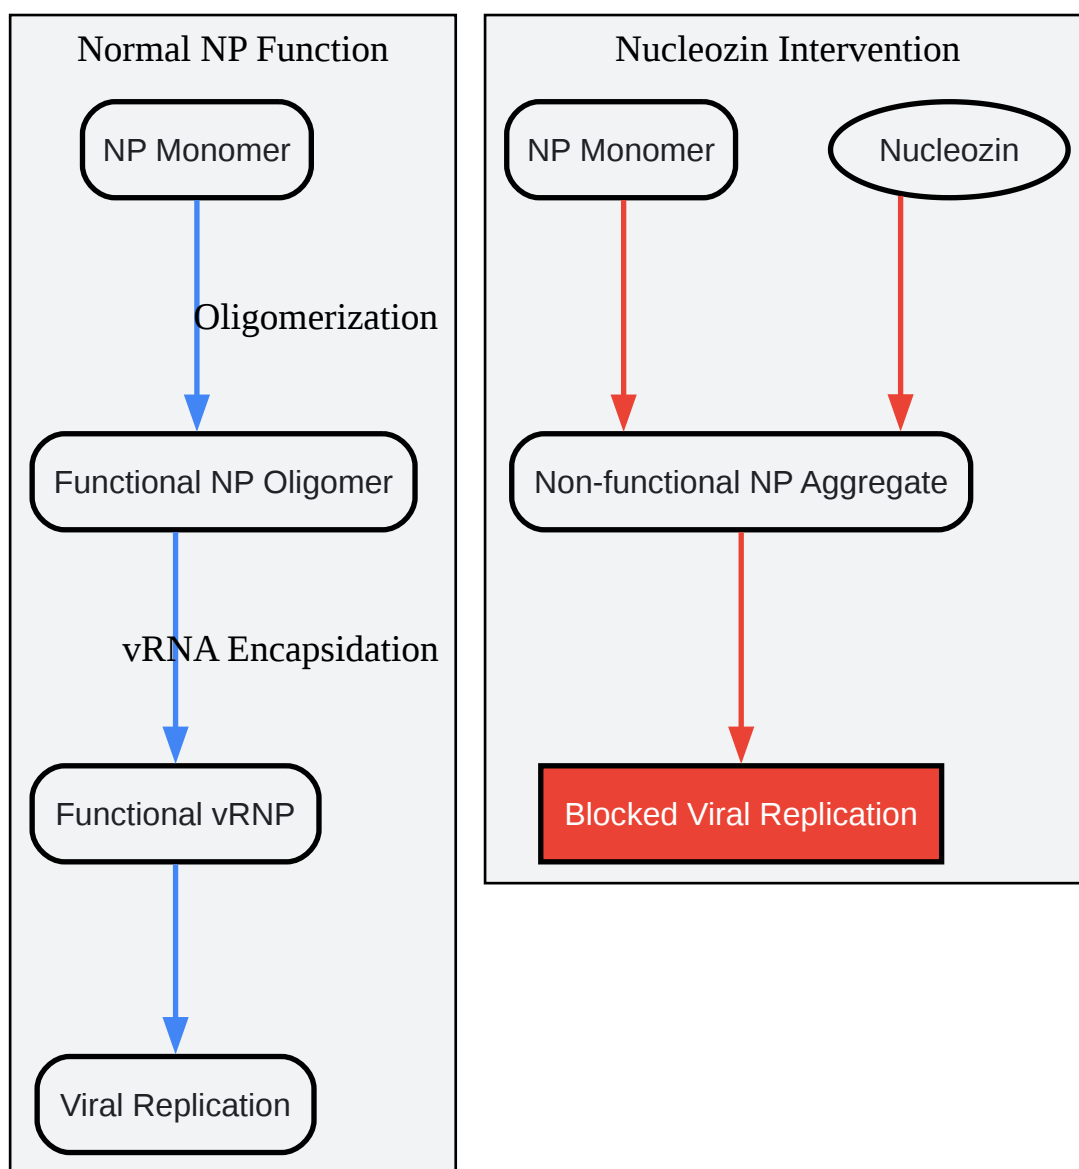 Normal NP Function
NP Monomer
Oligomerization
Functional NP Oligomer
vRNA Encapsidation
Functional vRNP
Viral Replication
Nucleozin Intervention
NP Monomer
Nucleozin
Non-functional NP Aggregate
Blocked Viral Replication